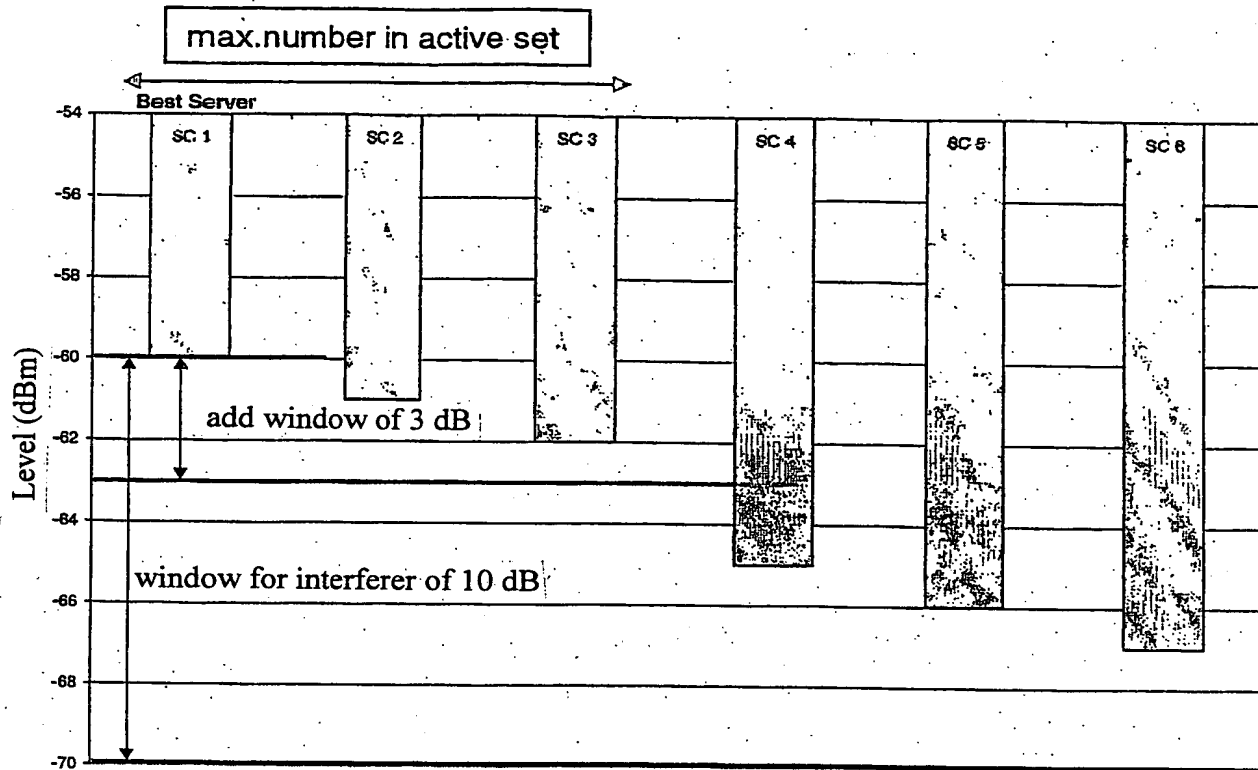 max.number in active set
Best Server
SC 1
SC 2
SC 3
SC 4
SC 5
SC 6
-54
-56
-58
-60
-62
-64
-66
-68
-70
Level (dBm)
add window of 3 dB
window for interferer of 10 dB